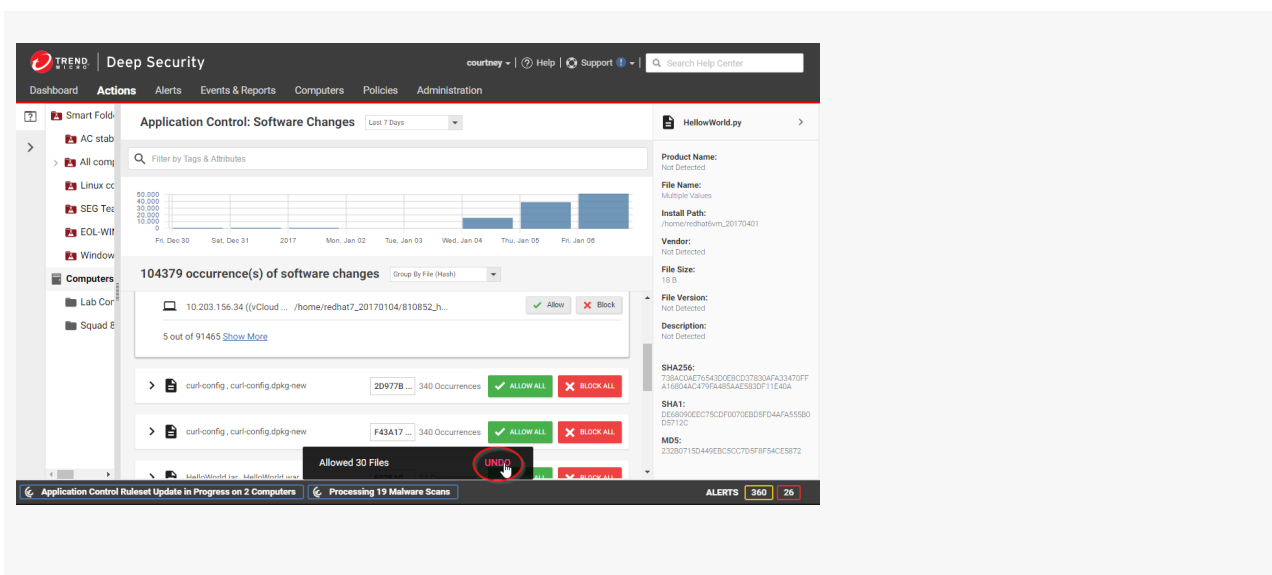 TREND MICRO | Deep Security
courtney | Help | Support ! | Search Help Center
Dashboard Actions Alerts Events & Reports Computers Policies Administration
Smart Fold
AC stab
All comp
Linux co
SEG Tea
EOL-WI
Window
Computers
Lab Cor
Squad 8
Application Control: Software Changes Last 7 Days
Filter by Tags & Attributes
50,000
40,000
30,000
20,000
10,000
0
Fri, Dec 30 Sat, Dec 31 2017 Mon, Jan 02 Tue, Jan 03 Wed, Jan 04 Thu, Jan 05 Fri, Jan 06
104379 occurrence(s) of software changes Group By File (Hash)
10.203.156.34 ((vCloud ... /home/redhat7_20170104/810852_h... Allow Block
5 out of 91465 Show More
curl-config , curl-config.dpkg-new 2D977B ... 340 Occurrences ALLOW ALL BLOCK ALL
curl-config , curl-config.dpkg-new F43A17 ... 340 Occurrences ALLOW ALL BLOCK ALL
HelloWorld.jar, HelloWorld.war
Allowed 30 Files UNDO
HellowWorld.py
Product Name:
Not Detected
File Name:
Multiple Values
Install Path:
/home/redhat6vm_20170401
Vendor:
Not Detected
File Size:
18 B
File Version:
Not Detected
Description:
Not Detected
SHA256:
738AC0AE76543D0E8CD37830AFA33470FF
A16804AC479FA485AAE583DF11E40A
SHA1:
DE68090EEC75CDF0070EBD5FD4AFA555B0
D5712C
MD5:
232B0715D449EBC5CC7D5F8F54CE5872
Application Control Ruleset Update in Progress on 2 Computers Processing 19 Malware Scans ALERTS 360 26